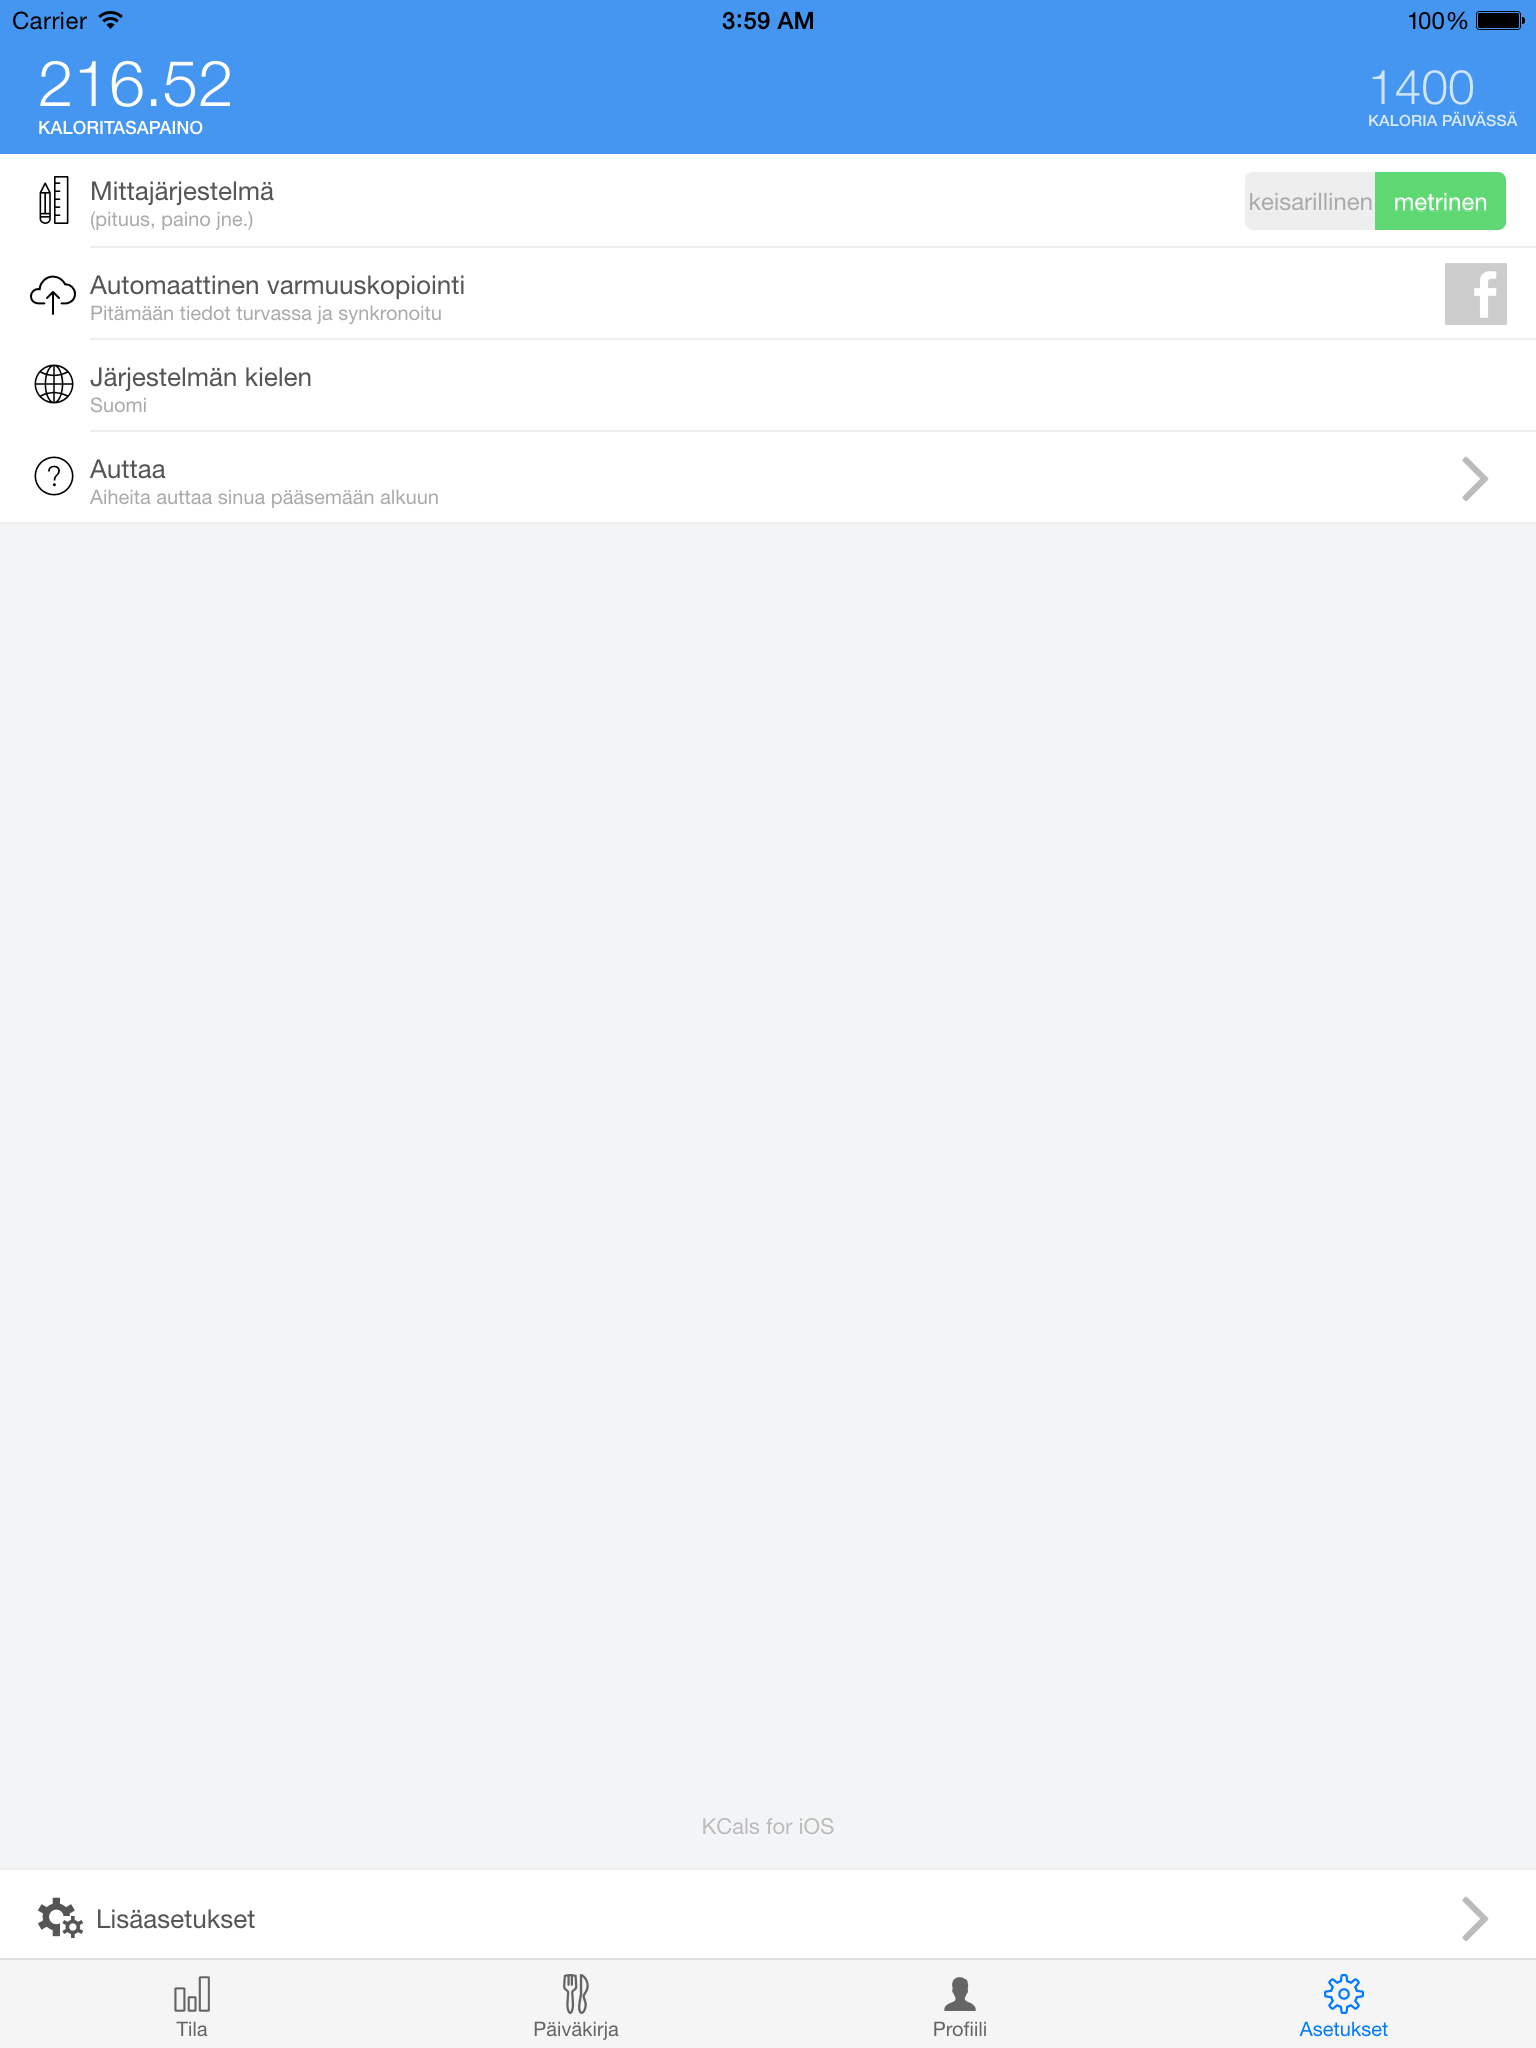 Carrier 3:59 AM 100%
216.52 1400
KALORITASAPAINO KALORIA PÄIVÄSSÄ
Mittajärjestelmä
(pituus, paino jne.)
keisarillinen metrinen
Automaattinen varmuuskopiointi
Pitämään tiedot turvassa ja synkronoitu
f
Järjestelmän kielen
Suomi
?
Auttaa
Aiheita auttaa sinua pääsemään alkuun
KCals for iOS
Lisäasetukset
Tila Päiväkirja Profiili Asetukset